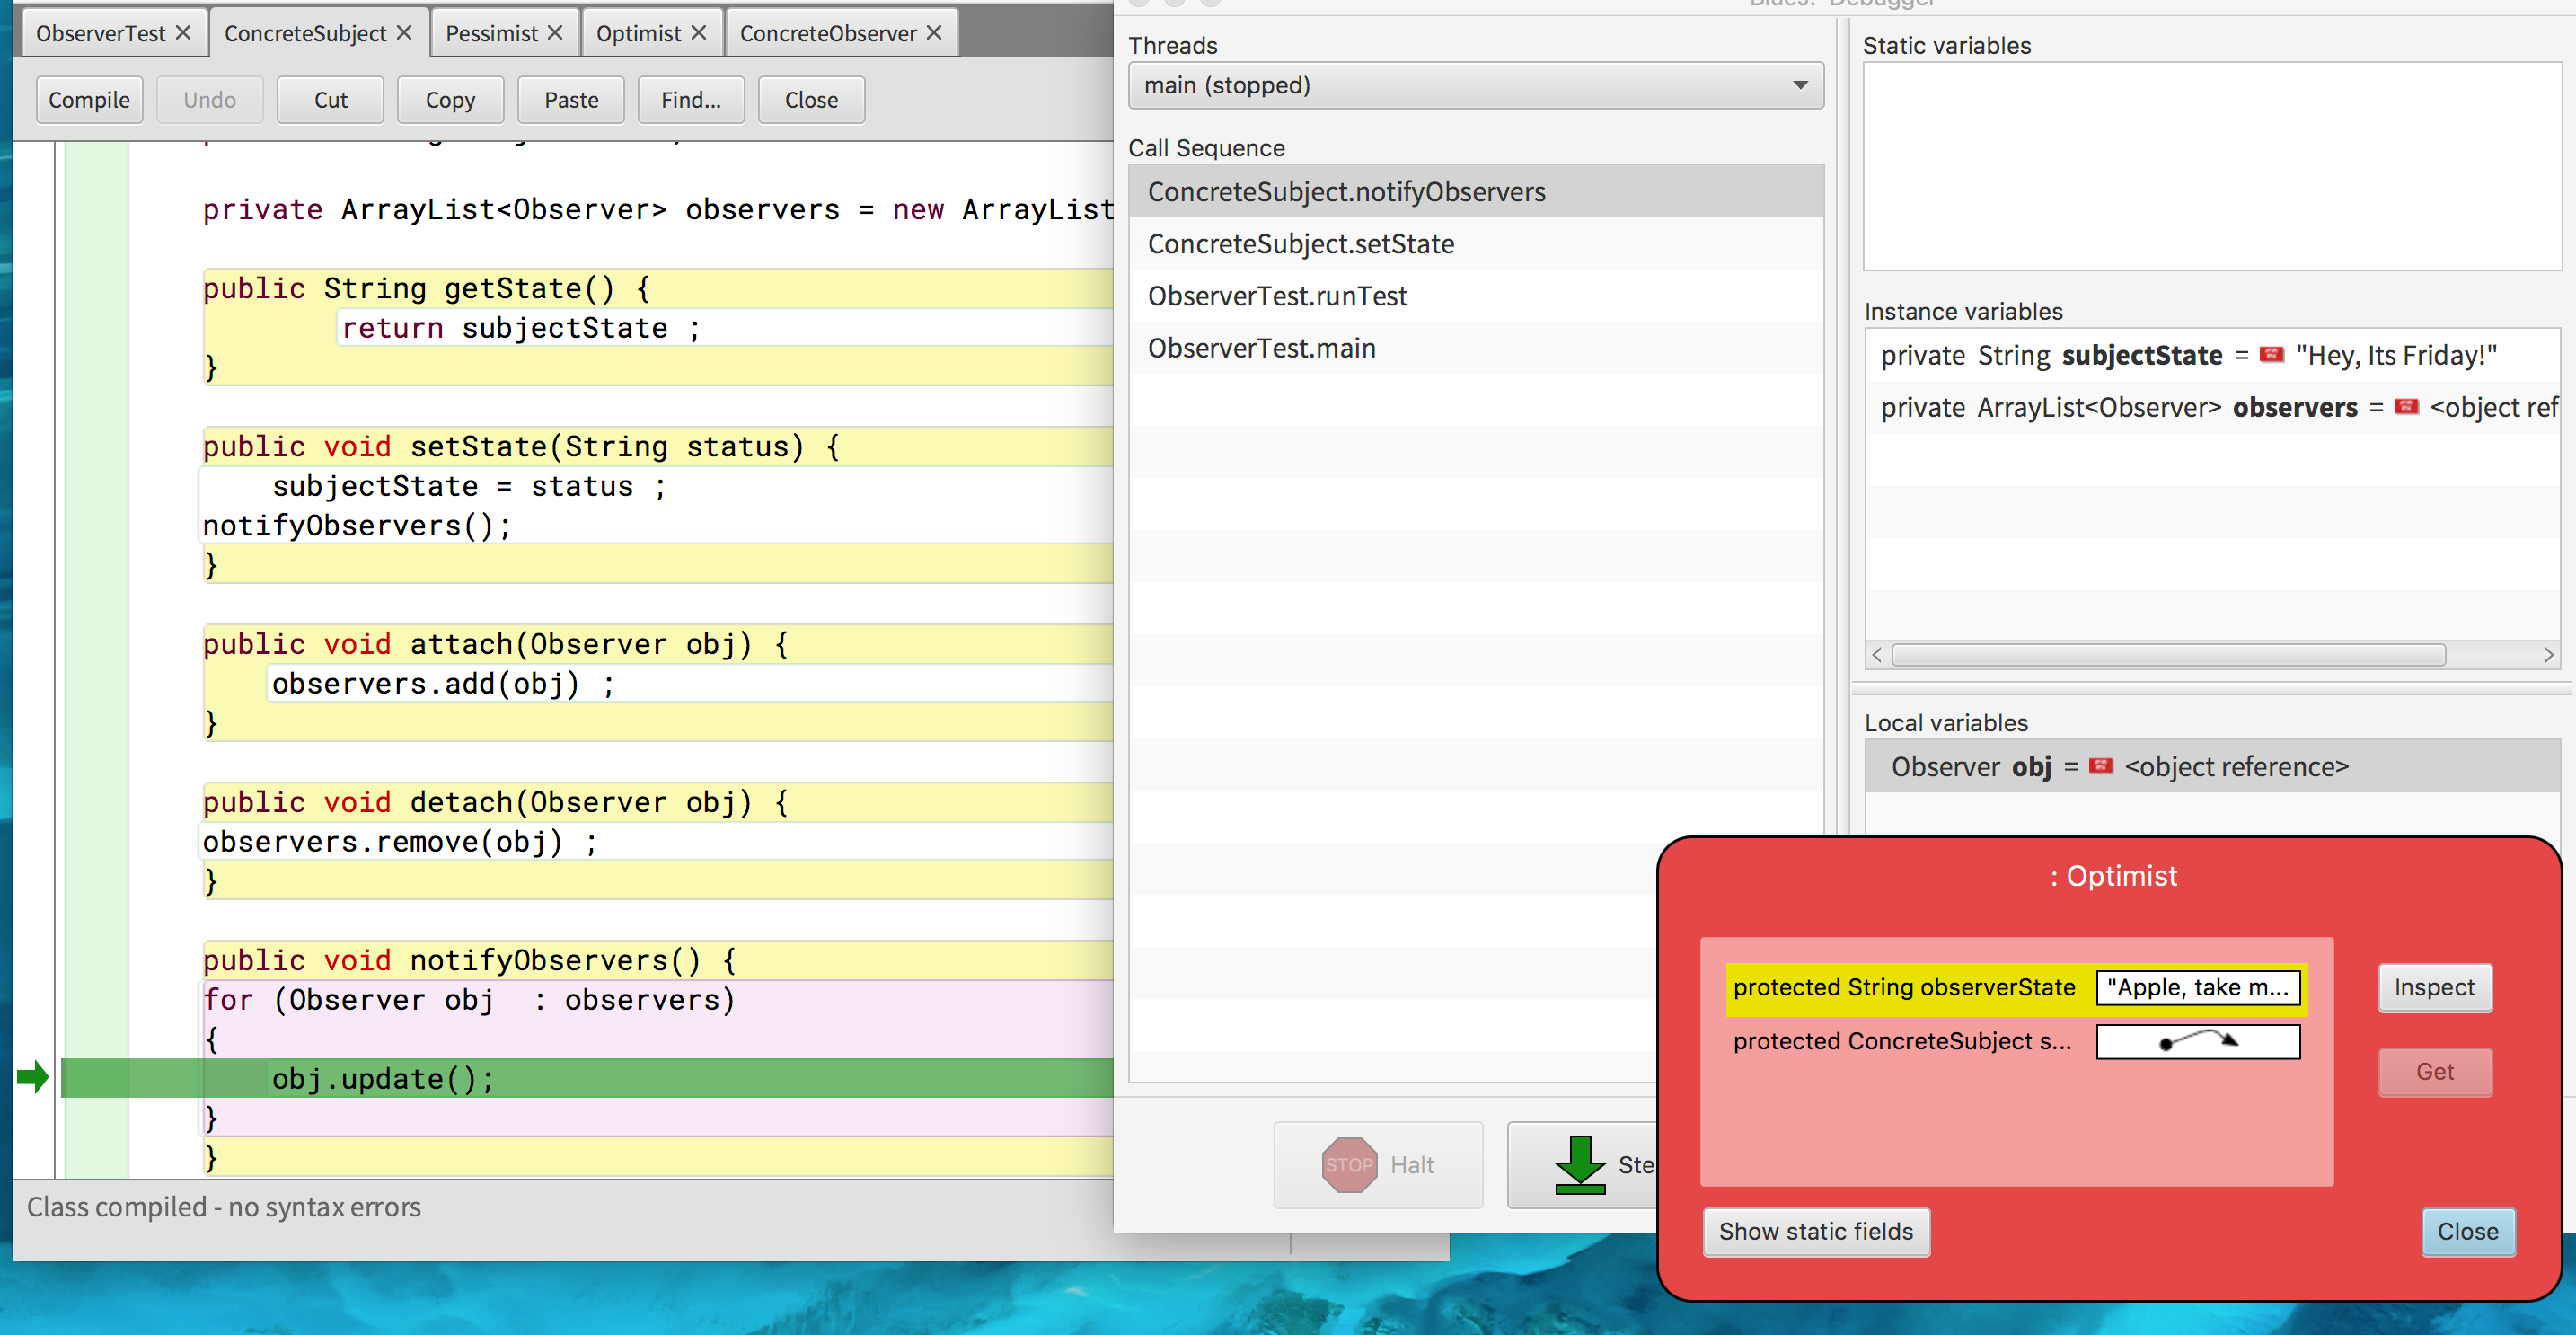 ObserverTest
ConcreteSubject
Pessimist
Optimist
ConcreteObserver
Compile
Undo
Cut
Copy
Paste
Find...
Close
private ArrayList<Observer> observers = new ArrayList
public String getState() {
return subjectState ;
}
public void setState(String status) {
subjectState = status ;
notifyObservers();
}
public void attach(Observer obj) {
observers.add(obj) ;
}
public void detach(Observer obj) {
observers.remove(obj) ;
}
public void notifyObservers() {
for (Observer obj  : observers)
{
obj.update();
}
}
Class compiled - no syntax errors
Threads
main (stopped)
Call Sequence
ConcreteSubject.notifyObservers
ConcreteSubject.setState
ObserverTest.runTest
ObserverTest.main
STOP Halt
Ste
Static variables
Instance variables
private String subjectState = "Hey, Its Friday!"
private ArrayList<Observer> observers = <object ref
Local variables
Observer obj = <object reference>
: Optimist
protected String observerState "Apple, take m...
protected ConcreteSubject s...
Inspect
Get
Show static fields
Close